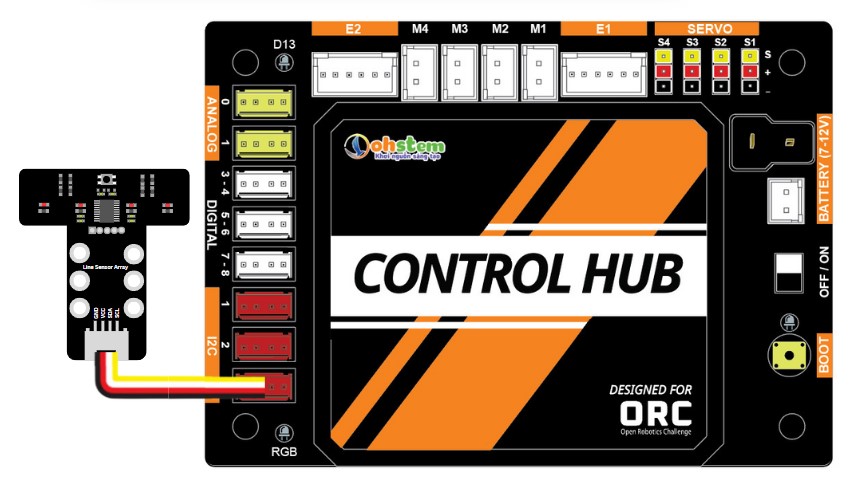 E2
M4
M3
M2
M1
E1
SERVO
D13
S4
S3
S2
S1
S
+
-
ANALOG
0
1
DIGITAL
3 - 4
5 - 6
7 - 8
I2C
1
2
RGB
ohstem
Khơi nguồn sáng tạo
CONTROL HUB
DESIGNED FOR
ORC
Open Robotics Challenge
BATTERY (7-12V)
OFF / ON
BOOT
Line Sensor Array
GND
VCC
SDA
SCL